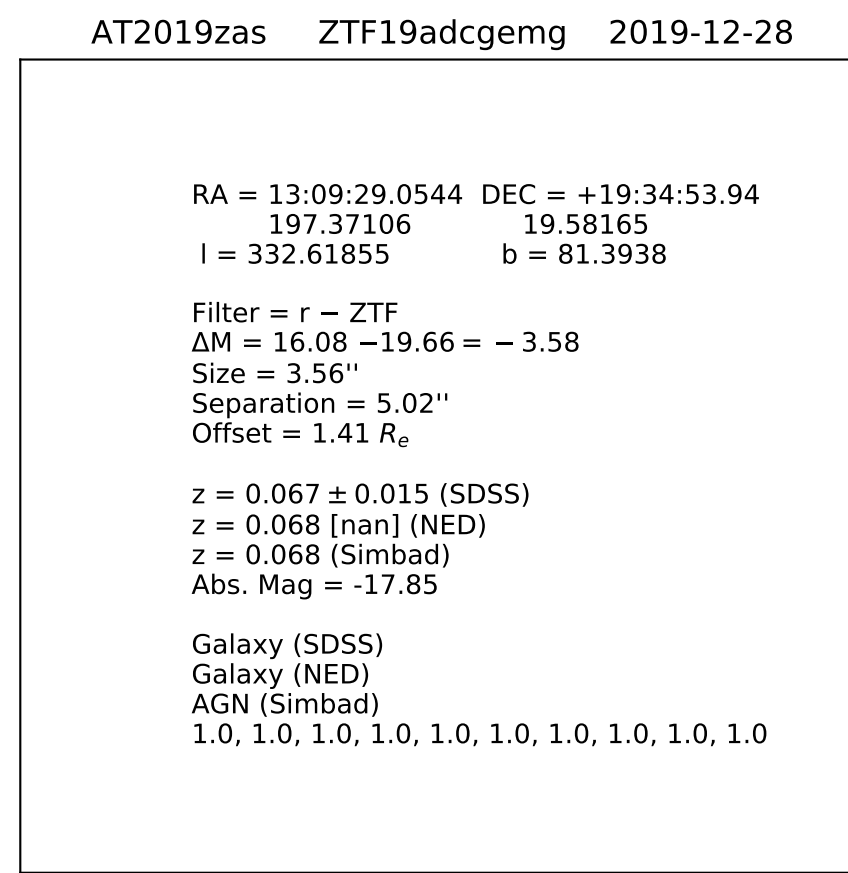 AT2019zas ZTF19adcgemg 2019-12-28
RA = 13:09:29.0544 DEC = +19:34:53.94
197.37106 19.58165
l = 332.61855 b = 81.3938
Filter = r − ZTF
ΔM = 16.08 −19.66 = − 3.58
Size = 3.56''
Separation = 5.02''
Offset = 1.41 Rₑ
z = 0.067 ± 0.015 (SDSS)
z = 0.068 [nan] (NED)
z = 0.068 (Simbad)
Abs. Mag = -17.85
Galaxy (SDSS)
Galaxy (NED)
AGN (Simbad)
1.0, 1.0, 1.0, 1.0, 1.0, 1.0, 1.0, 1.0, 1.0, 1.0